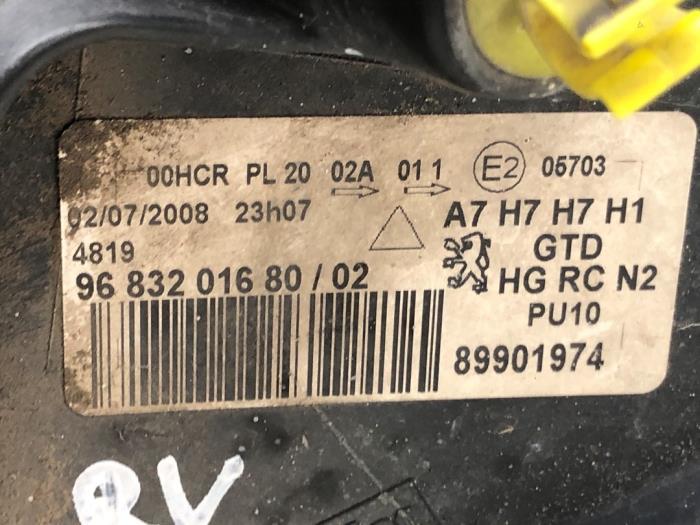 00HCR PL 20 02A 01 1 E2 05703
02/07/2008 23h07 A7 H7 H7 H1
4819 GTD
96 832 016 80 / 02 HG RC N2
PU10
89901974
RV